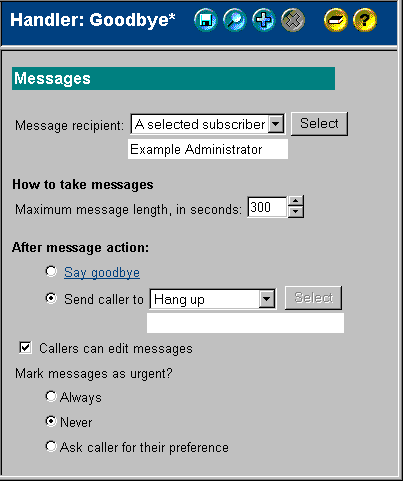 Handler: Goodbye* ?
Messages
Message recipient: A selected subscriber Select
Example Administrator
How to take messages
Maximum message length, in seconds: 300
After message action:
Say goodbye
Send caller to Hang up Select
Callers can edit messages
Mark messages as urgent?
Always
Never
Ask caller for their preference